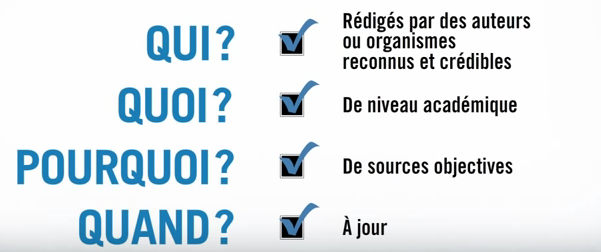 QUI?
Rédigés par des auteurs
ou organismes
reconnus et crédibles
QUOI?
De niveau académique
POURQUOI?
De sources objectives
QUAND?
À jour